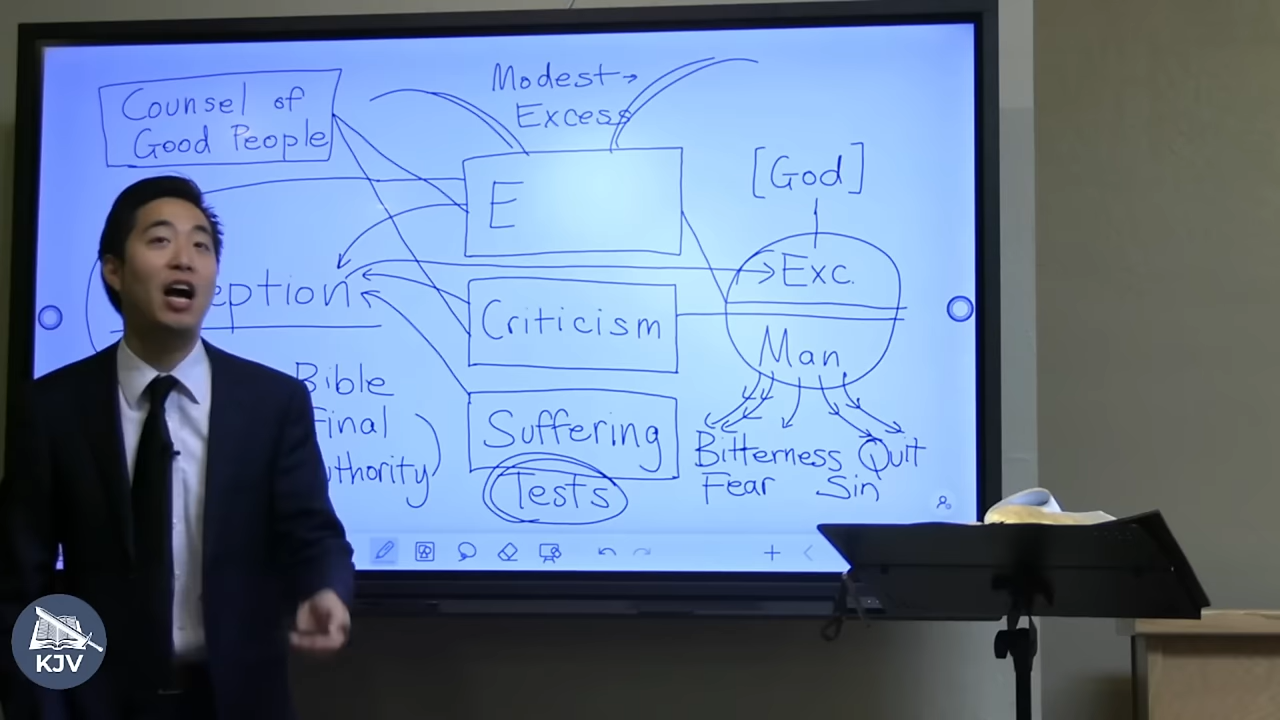 Counsel of
Good People
Modest→
Excess
E
[God]
Exc.
eption
Criticism
Man
Bible
Final
uthority
Suffering
Tests
Bitterness Quit
Fear Sin
KJV